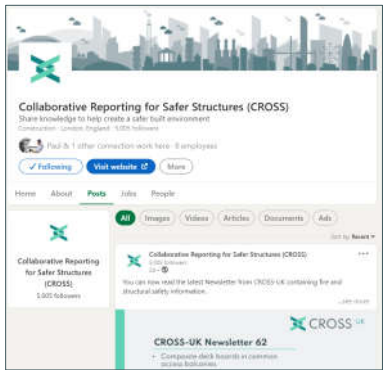 Collaborative Reporting for Safer Structures (CROSS)
Share knowledge to help create a safer built environment
Construction · London, England · 5,005 followers
Paul & 1 other connection work here · 8 employees
Following
Visit website
More
Home About Posts Jobs People
All Images Videos Articles Documents Ads
Sort by: Recent
Collaborative Reporting
for Safer Structures
(CROSS)
5,005 followers
Collaborative Reporting for Safer Structures (CROSS)
5,005 followers
You can now read the latest Newsletter from CROSS-UK containing fire and
structural safety information.
...see more
CROSS-UK
CROSS-UK Newsletter 62
• Composite deck boards in common
access balconies